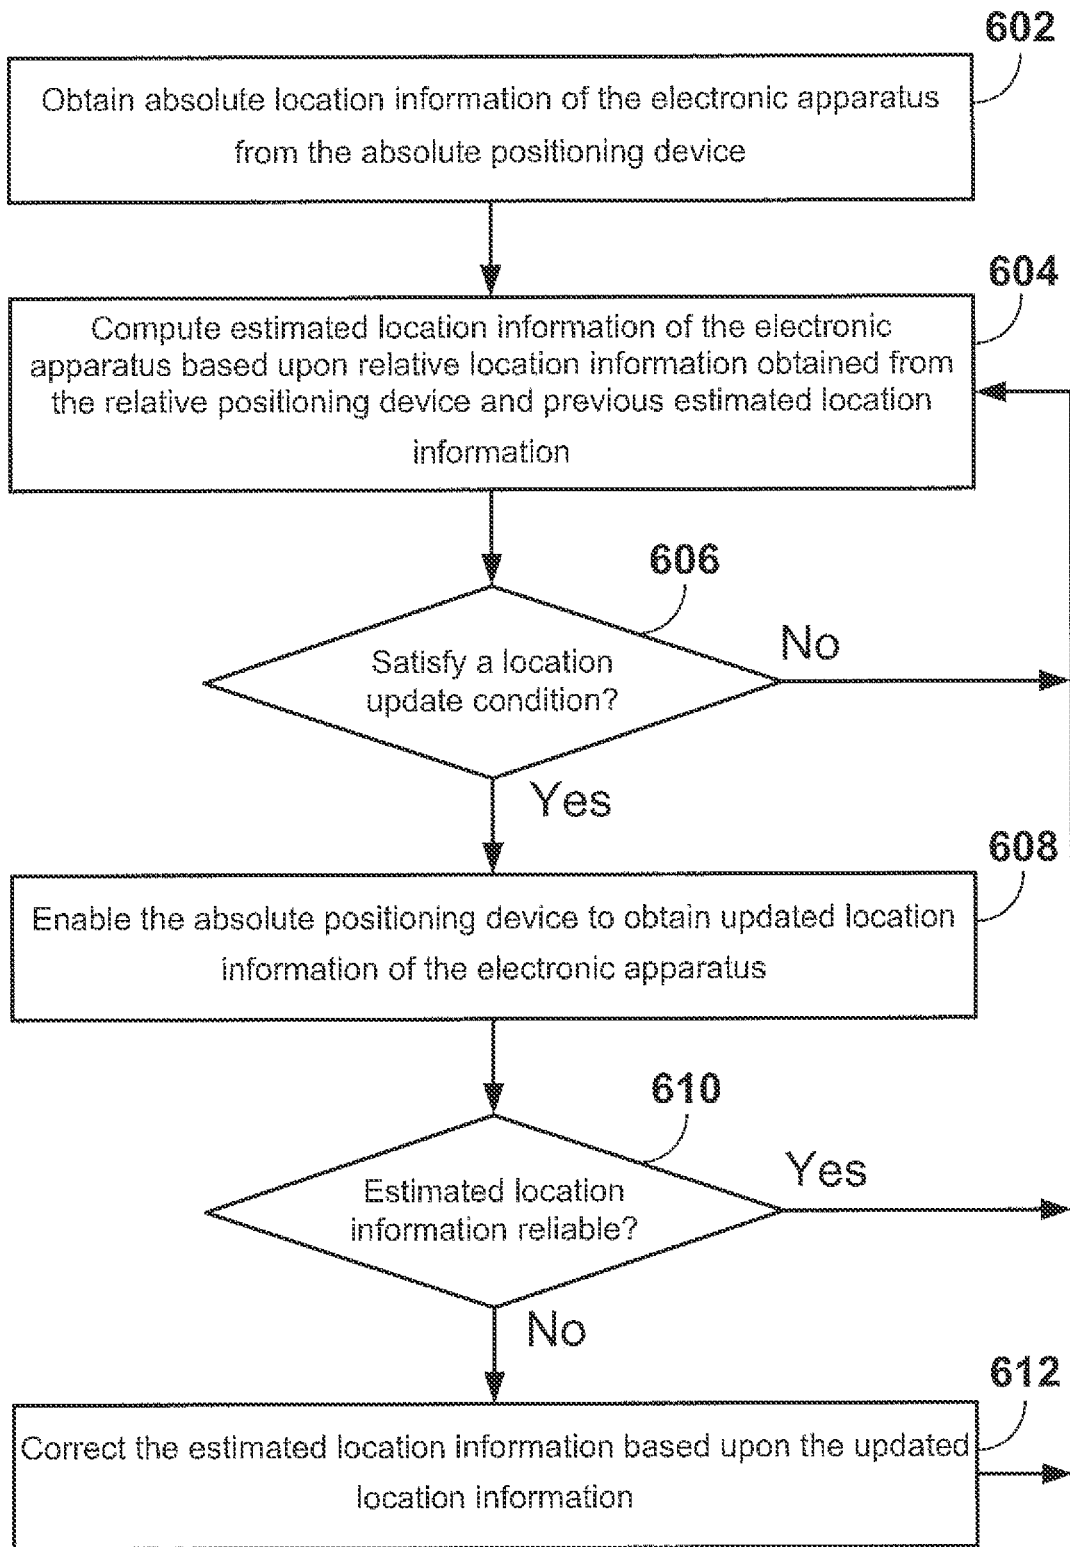 602
Obtain absolute location information of the electronic apparatus
from the absolute positioning device
604
Compute estimated location information of the electronic
apparatus based upon relative location information obtained from
the relative positioning device and previous estimated location
information
606
Satisfy a location
update condition?
No
Yes
608
Enable the absolute positioning device to obtain updated location
information of the electronic apparatus
610
Estimated location
information reliable?
Yes
No
612
Correct the estimated location information based upon the updated
location information